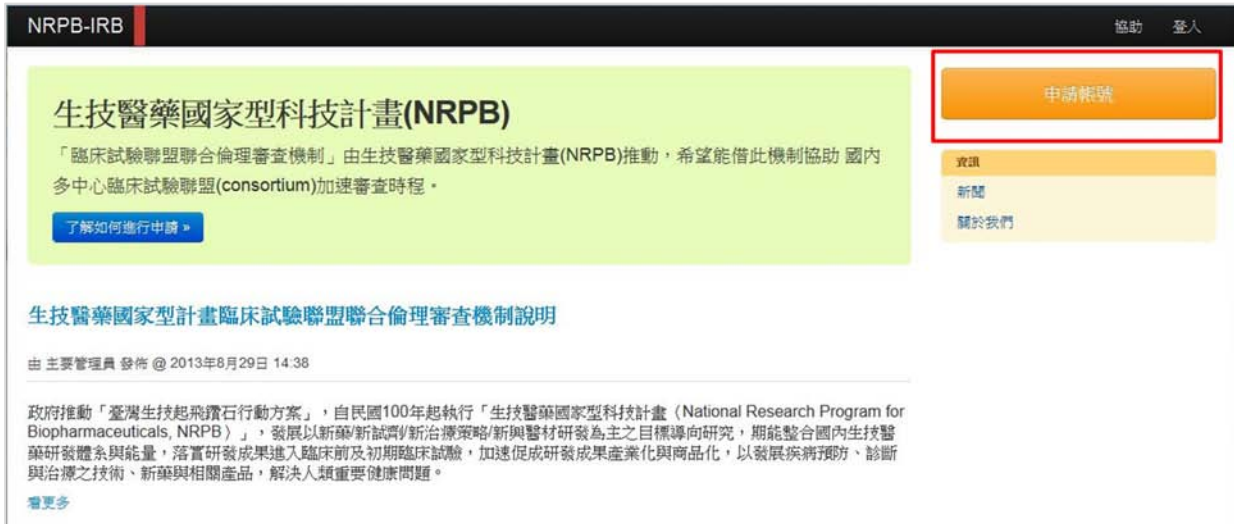 NRPB-IRB
協助
登入
申請帳號
生技醫藥國家型科技計畫(NRPB)
「臨床試驗聯盟聯合倫理審查機制」由生技醫藥國家型科技計畫(NRPB)推動，希望能借此機制協助 國內
多中心臨床試驗聯盟(consortium)加速審查時程。
了解如何進行申請 »
資訊
新聞
關於我們
生技醫藥國家型計畫臨床試驗聯盟聯合倫理審查機制說明
由 主要管理員 發佈 @ 2013年8月29日 14:38
政府推動「臺灣生技起飛鑽石行動方案」，自民國100年起執行「生技醫藥國家型科技計畫（National Research Program for
Biopharmaceuticals, NRPB）」，發展以新藥/新試劑/新治療策略/新興醫材研發為主之目標導向研究，期能整合國內生技醫
藥研發體系與能量，落實研發成果進入臨床前及初期臨床試驗，加速促成研發成果產業化與商品化，以發展疾病預防、診斷
與治療之技術、新藥與相關產品，解決人類重要健康問題。
看更多